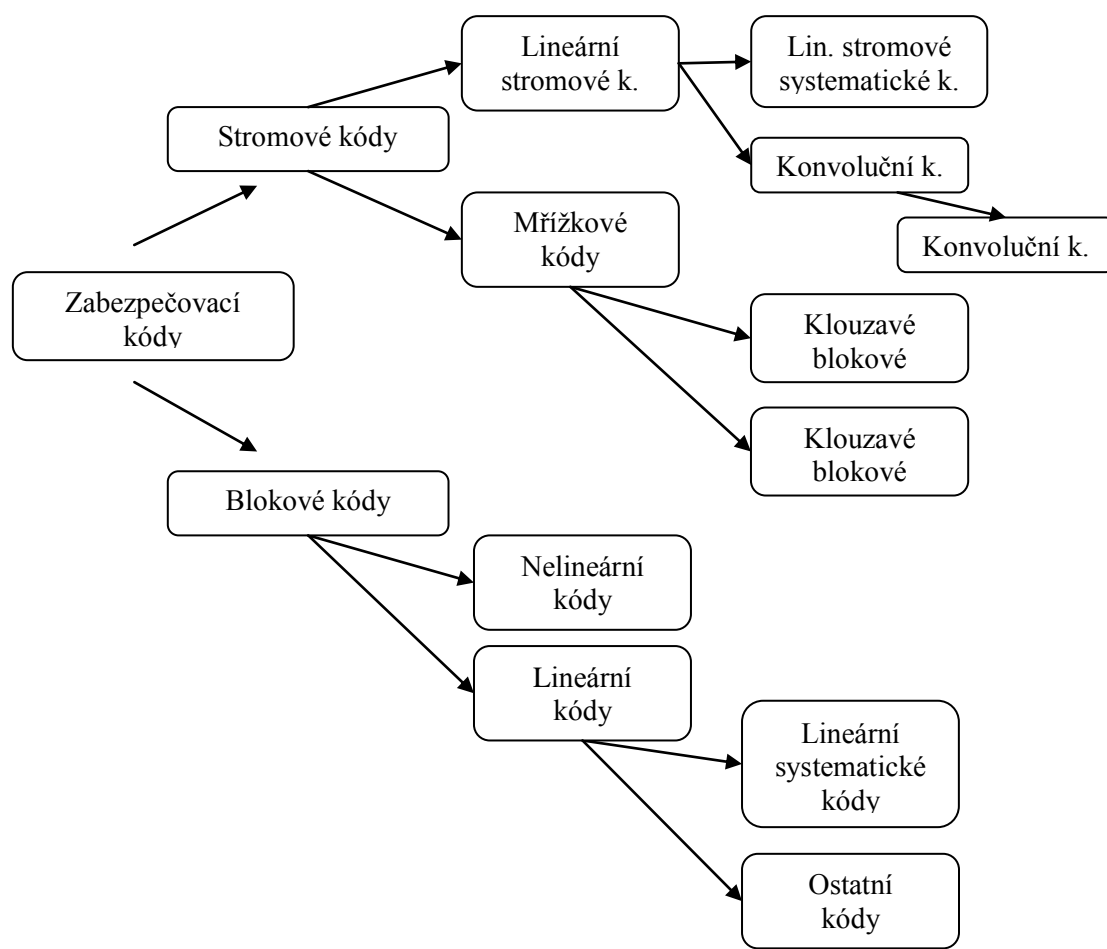 Lineární
stromové k.
Lin. stromové
systematické k.
Stromové kódy
Konvoluční k.
Mřížkové
kódy
Konvoluční k.
Zabezpečovací
kódy
Klouzavé
blokové
Klouzavé
blokové
Blokové kódy
Nelineární
kódy
Lineární
kódy
Lineární
systematické
kódy
Ostatní
kódy